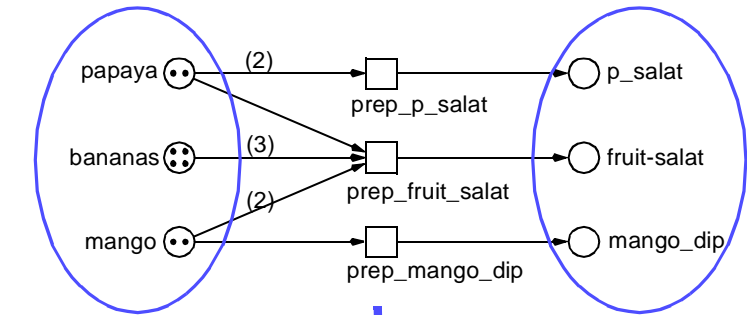 papaya (2) p_salat
prep_p_salat
bananas (3) fruit-salat
prep_fruit_salat
(2)
mango mango_dip
prep_mango_dip